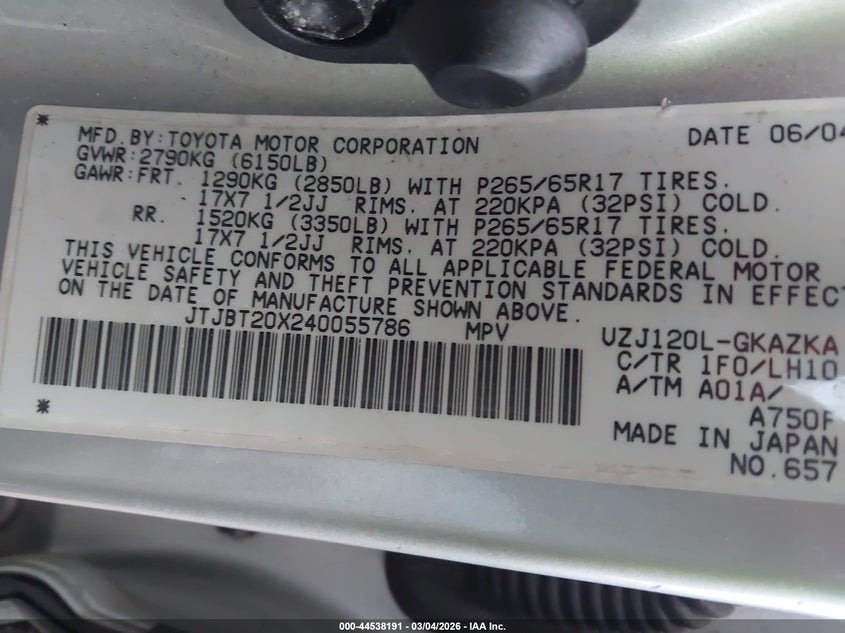 * MFD.BY:TOYOTA MOTOR CORPORATION DATE 06/04
GVWR:2790KG (6150LB)
GAWR:FRT. 1290KG (2850LB) WITH P265/65R17 TIRES.
17X7 1/2JJ RIMS. AT 220KPA (32PSI) COLD.
RR. 1520KG (3350LB) WITH P265/65R17 TIRES.
17X7 1/2JJ RIMS. AT 220KPA (32PSI) COLD.
THIS VEHICLE CONFORMS TO ALL APPLICABLE FEDERAL MOTOR
VEHICLE SAFETY AND THEFT PREVENTION STANDARDS IN EFFECT
ON THE DATE OF MANUFACTURE SHOWN ABOVE.
JTJBT20X240055786 MPV UZJ120L-GKAZKA
C/TR 1F0/LH10
A/TM A01A/
* A750F
MADE IN JAPAN
NO.657
000-44538191 - 03/04/2026 - IAA Inc.